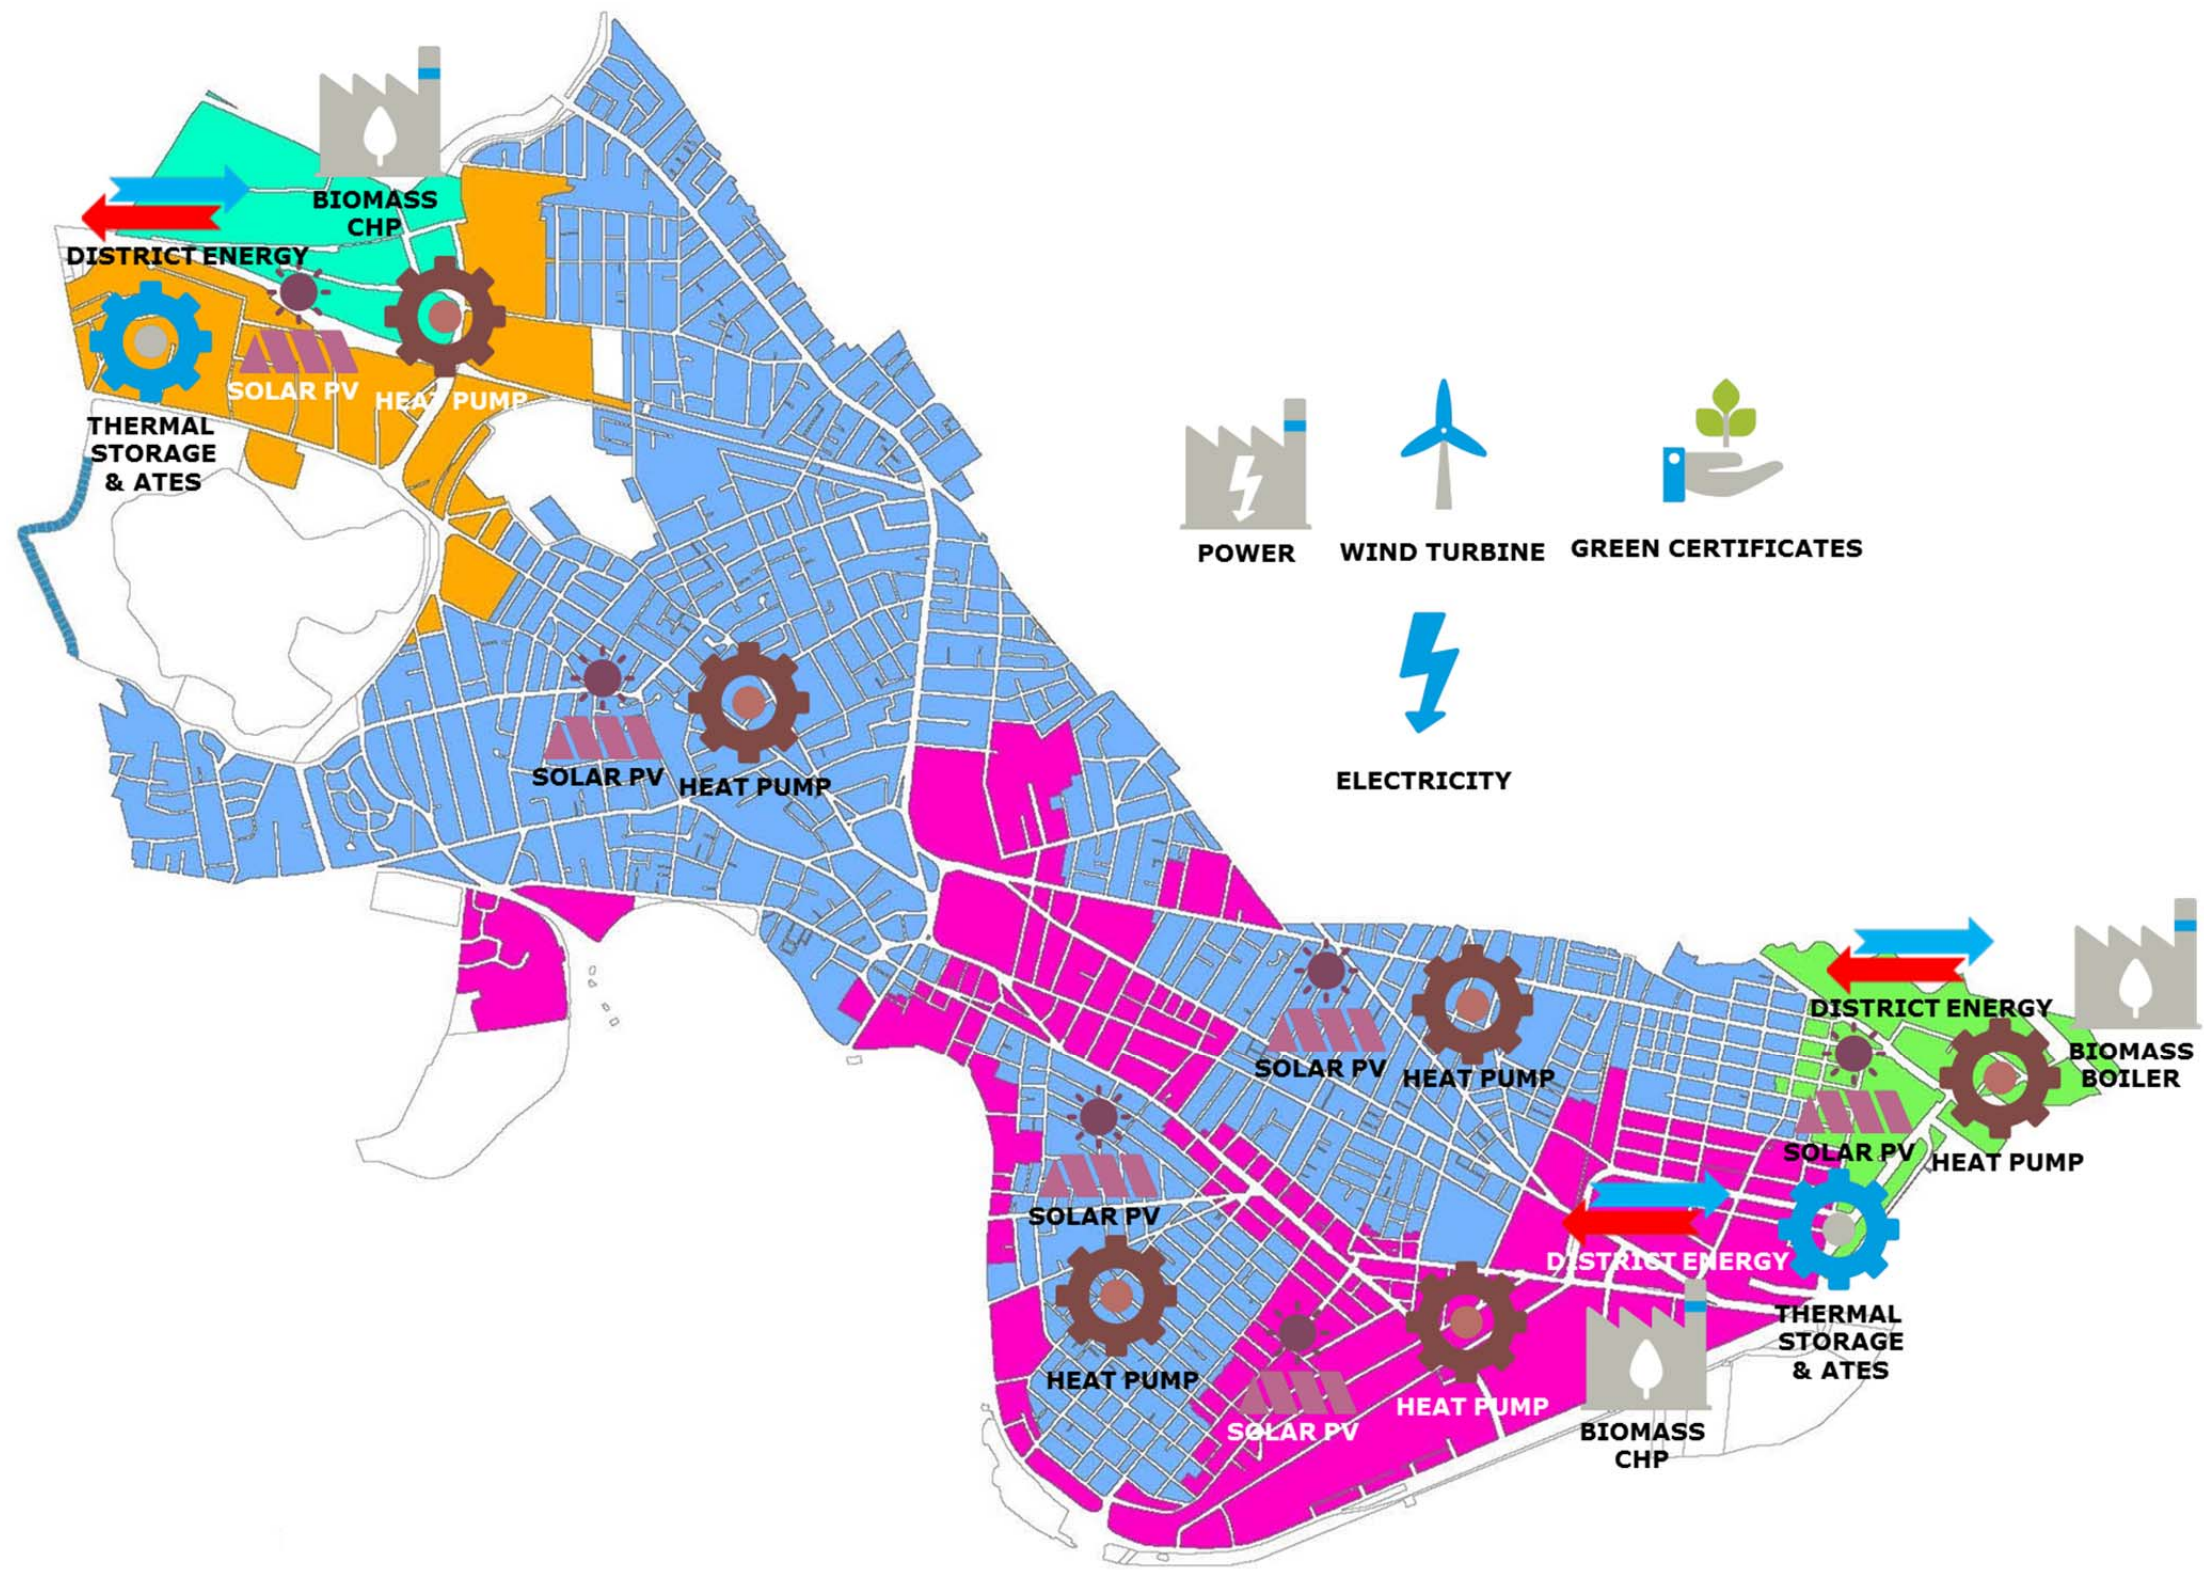 BIOMASS
CHP
DISTRICT ENERGY
SOLAR PV
HEAT PUMP
THERMAL
STORAGE
& ATES
POWER
WIND TURBINE
GREEN CERTIFICATES
ELECTRICITY
SOLAR PV
HEAT PUMP
DISTRICT ENERGY
BIOMASS
BOILER
SOLAR PV
HEAT PUMP
SOLAR PV
HEAT PUMP
SOLAR PV
HEAT PUMP
DISTRICT ENERGY
THERMAL
STORAGE
& ATES
HEAT PUMP
SOLAR PV
BIOMASS
CHP